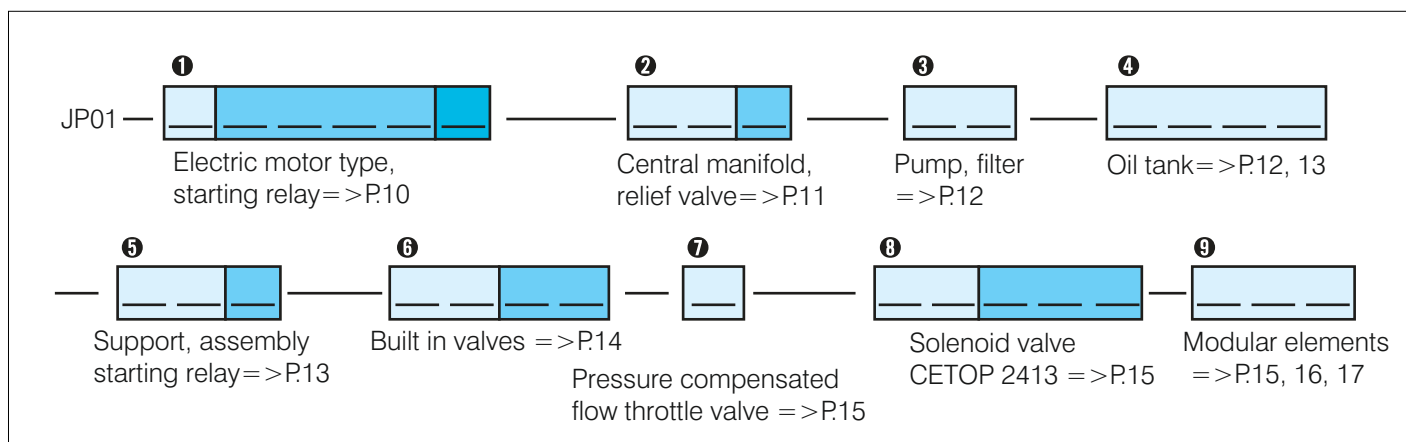 ❶ ❷ ❸ ❹
JP01 — _ _ _ _ _ _ — _ _ _ — _ _ — _ _ _ _
Electric motor type,
starting relay=>P.10
Central manifold,
relief valve=>P.11
Pump, filter
=>P.12
Oil tank=>P.12, 13
❺ ❻ ❼ ❽ ❾
— _ _ _ — _ _ _ _ — _ — _ _ _ _ _ — _ _ _
Support, assembly
starting relay=>P.13
Built in valves =>P.14
Pressure compensated
flow throttle valve =>P.15
Solenoid valve
CETOP 2413 =>P.15
Modular elements
=>P.15, 16, 17